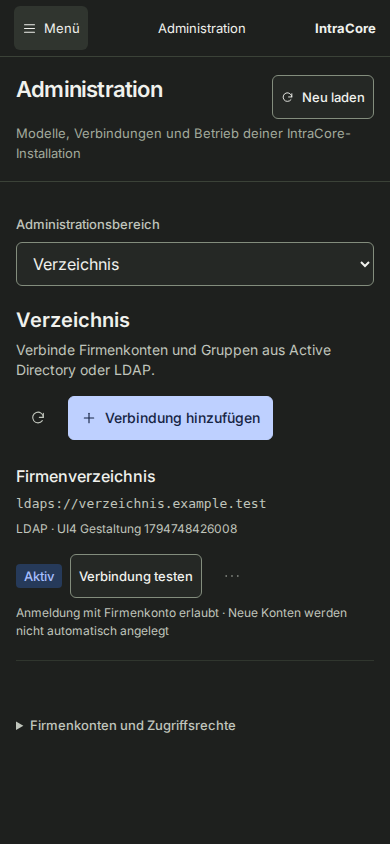 Menü
Administration
IntraCore
Administration
Neu laden
Modelle, Verbindungen und Betrieb deiner IntraCore-
Installation
Administrationsbereich
Verzeichnis
Verzeichnis
Verbinde Firmenkonten und Gruppen aus Active
Directory oder LDAP.
Verbindung hinzufügen
Firmenverzeichnis
ldaps://verzeichnis.example.test
LDAP · UI4 Gestaltung 1794748426008
Aktiv
Verbindung testen
···
Anmeldung mit Firmenkonto erlaubt · Neue Konten werden
nicht automatisch angelegt
Firmenkonten und Zugriffsrechte